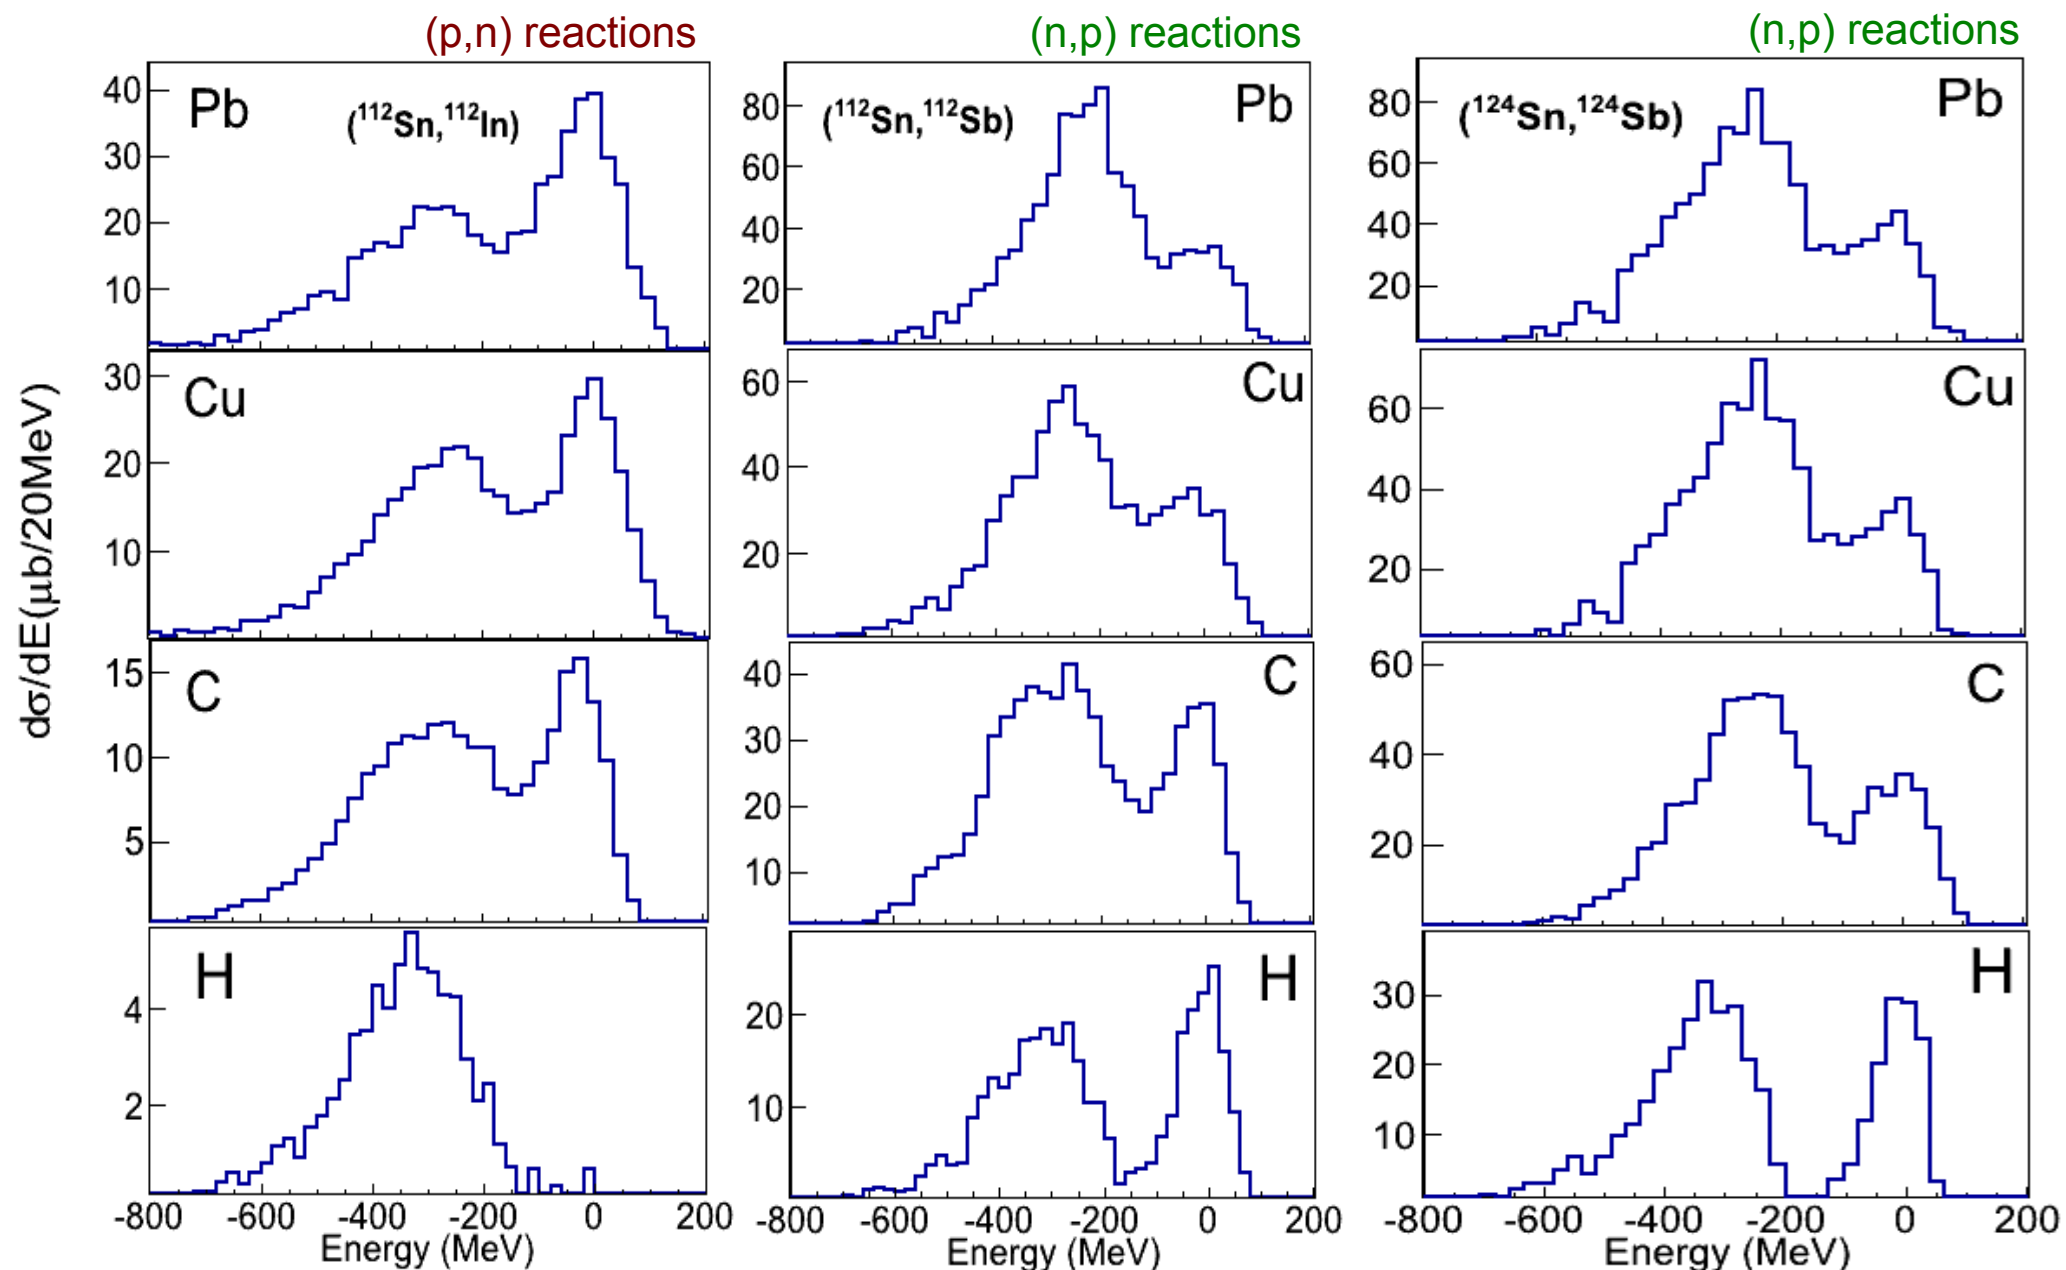 (p,n) reactions
(n,p) reactions
(n,p) reactions
dσ/dE(μb/20MeV)
Pb
(¹¹²Sn,¹¹²In)
40
30
20
10
Pb
(¹¹²Sn,¹¹²Sb)
80
60
40
20
Pb
(¹²⁴Sn,¹²⁴Sb)
80
60
40
20
Cu
30
20
10
Cu
60
40
20
Cu
60
40
20
C
15
10
5
C
40
30
20
10
C
60
40
20
H
4
2
H
20
10
H
30
20
10
-800 -600 -400 -200 0 200
Energy (MeV)
-800 -600 -400 -200 0 200
Energy (MeV)
-800 -600 -400 -200 0 200
Energy (MeV)